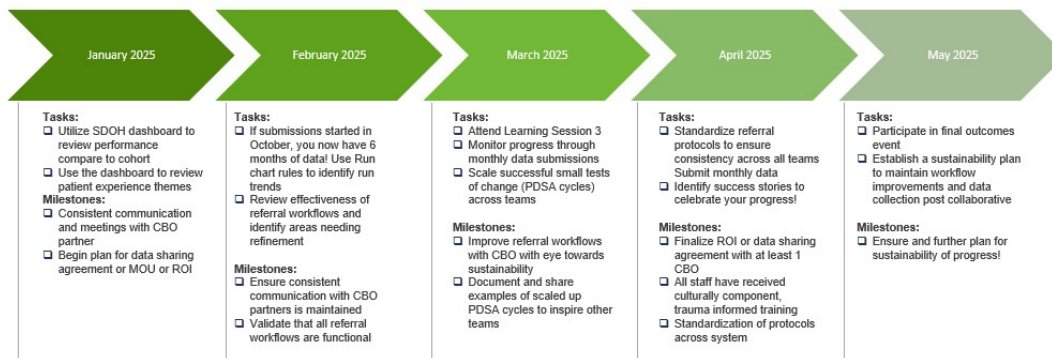 January 2025
February 2025
March 2025
April 2025
May 2025
Tasks:
Utilize SDOH dashboard to
review performance
compare to cohort
Use the dashboard to review
patient experience themes
Milestones:
Consistent communication
and meetings with CBO
partner
Begin plan for data sharing
agreement or MOU or ROI
Tasks:
If submissions started in
October, you now have 6
months of data! Use Run
chart rules to identify run
trends
Review effectiveness of
referral workflows and
identify areas needing
refinement
Milestones:
Ensure consistent
communication with CBO
partners is maintained
Validate that all referral
workflows are functional
Tasks:
Attend Learning Session 3
Monitor progress through
monthly data submissions
Scale successful small tests
of change (PDSA cycles)
across teams
Milestones:
Improve referral workflows
with CBO with eye towards
sustainability
Document and share
examples of scaled up
PDSA cycles to inspire other
teams
Tasks:
Standardize referral
protocols to ensure
consistency across all teams
Submit monthly data
Identify success stories to
celebrate your progress!
Milestones:
Finalize ROI or data sharing
agreement with at least 1
CBO
All staff have received
culturally component,
trauma informed training
Standardization of protocols
across system
Tasks:
Participate in final outcomes
event
Establish a sustainability plan
to maintain workflow
improvements and data
collection post collaborative
Milestones:
Ensure and further plan for
sustainability of progress!